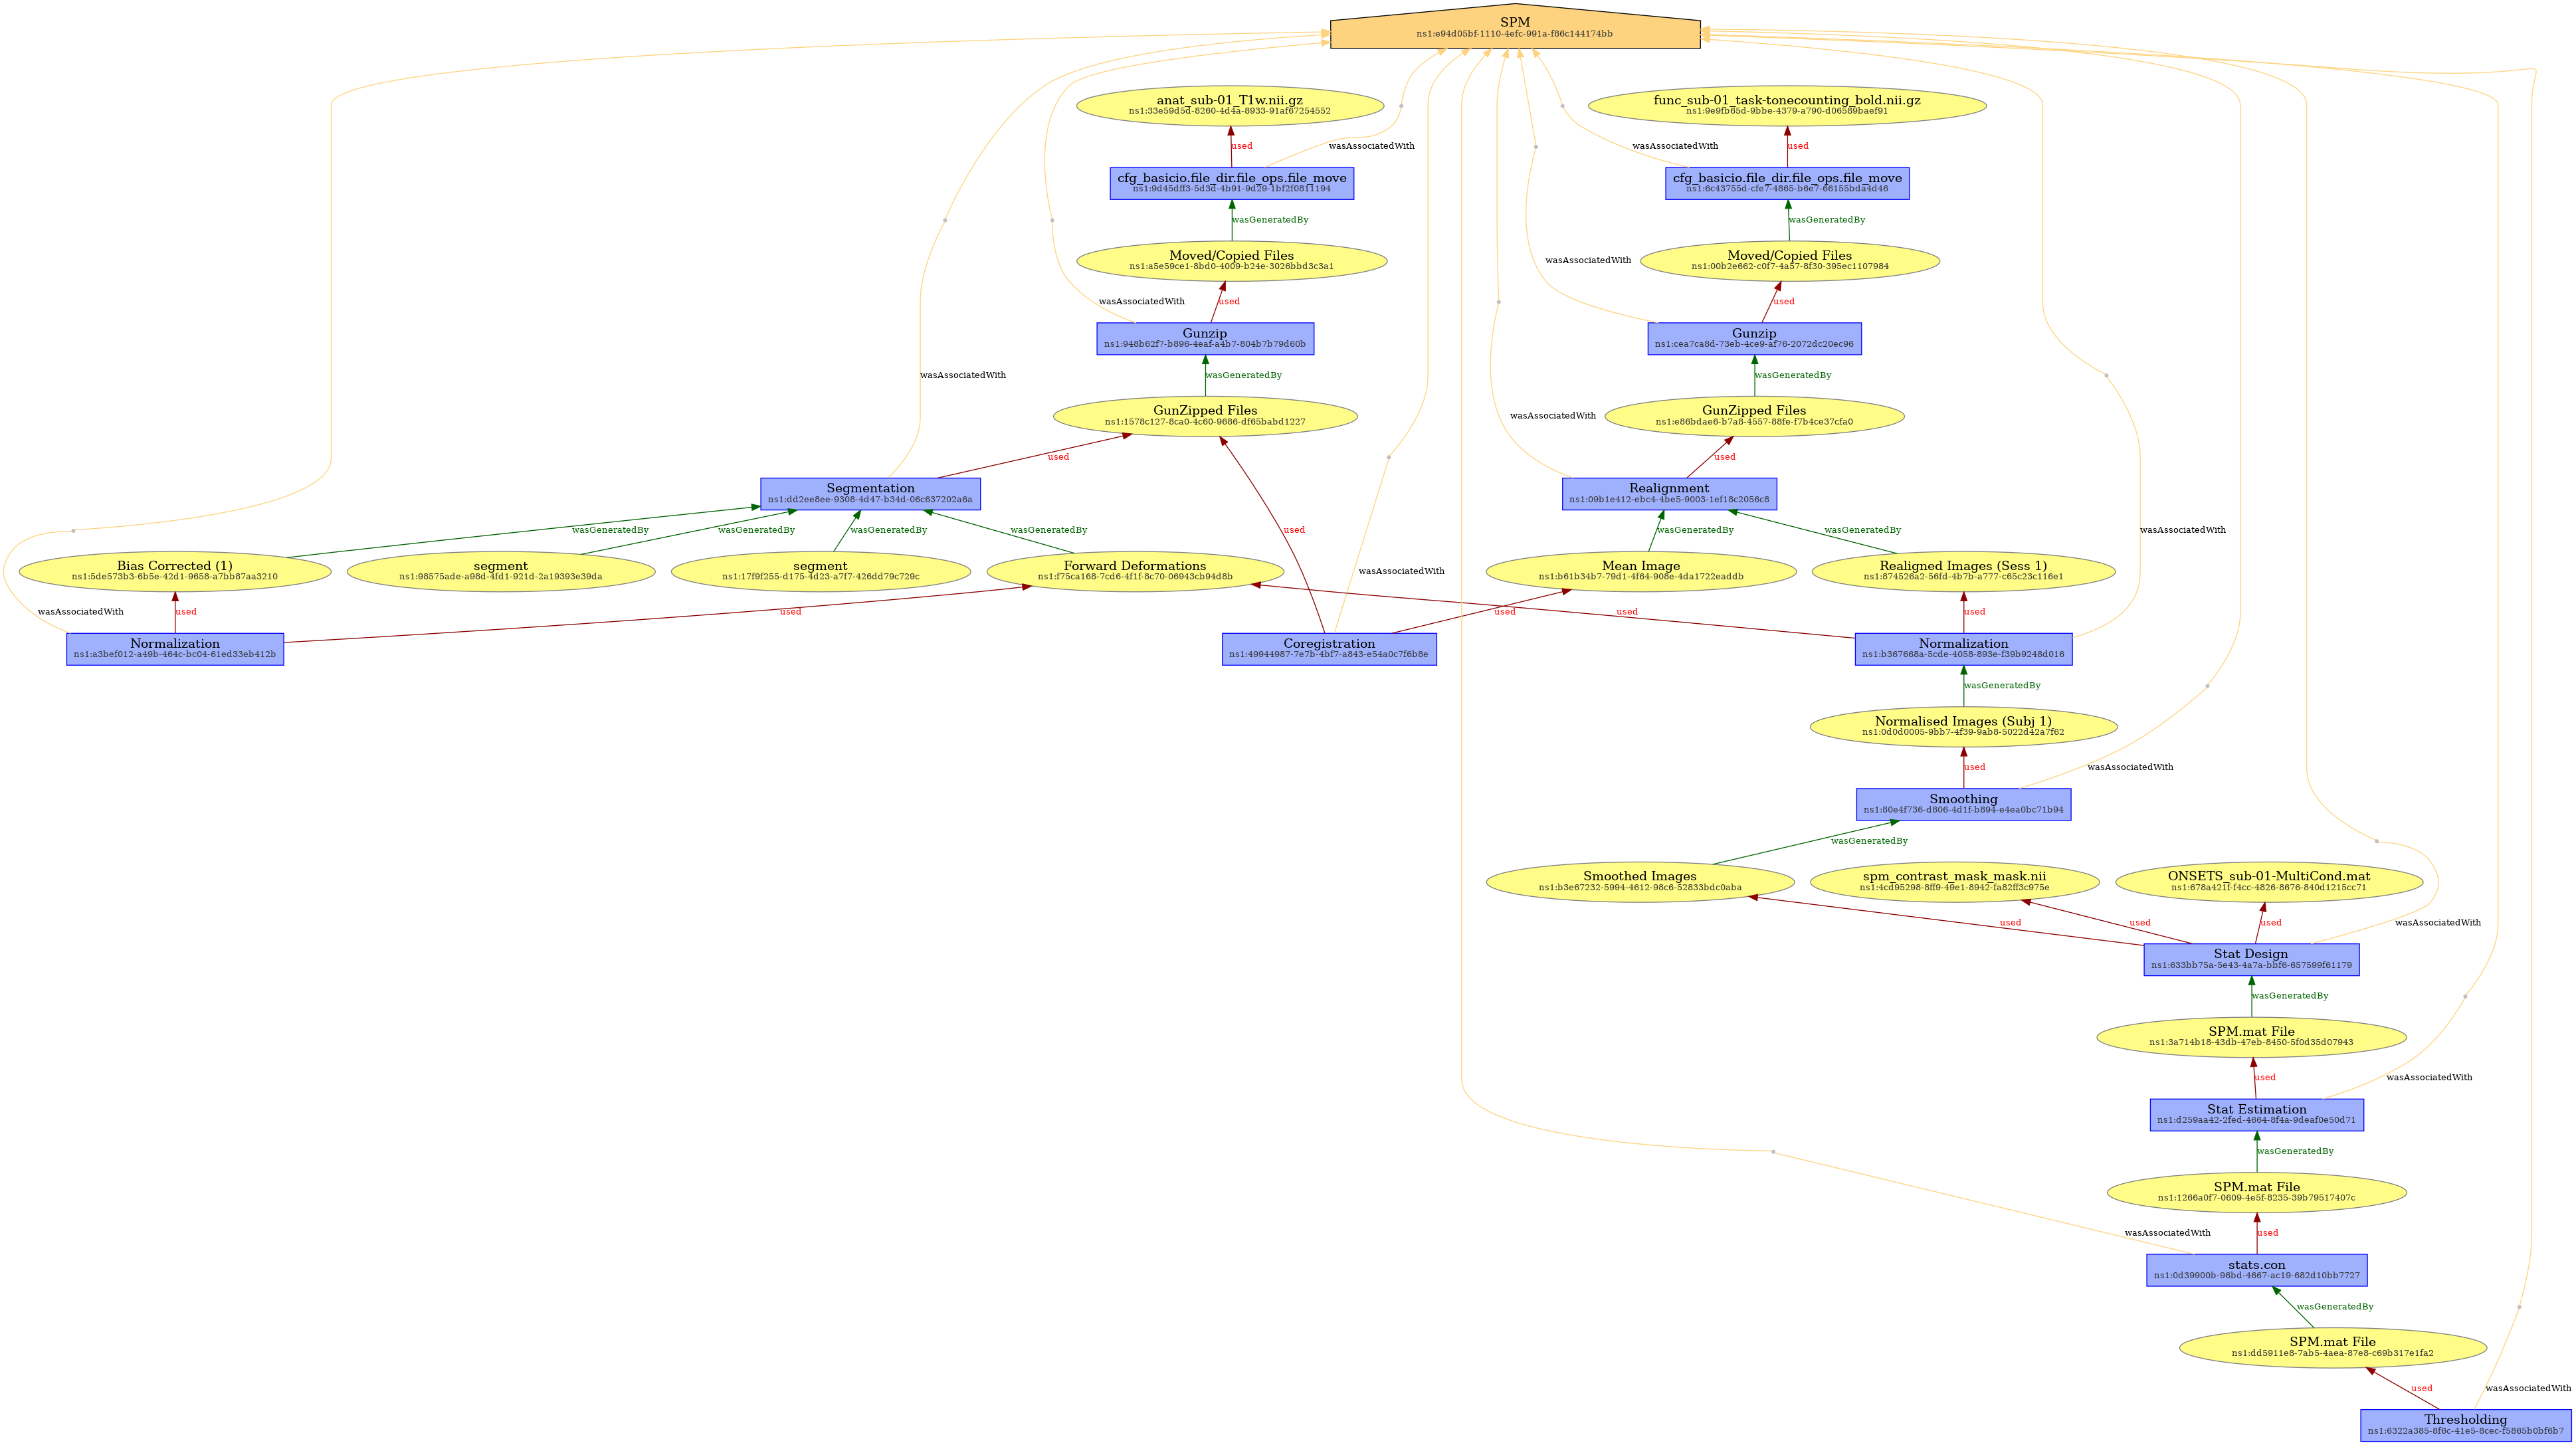 SPM
ns1:e94d05bf-1110-4efc-991a-f86c144174bb
anat_sub-01_T1w.nii.gz
ns1:33e59d5d-8260-4d4a-8933-91af67254552
func_sub-01_task-tonecounting_bold.nii.gz
ns1:9e9fb65d-9bbe-4379-a790-d06589baef91
used
wasAssociatedWith
wasAssociatedWith
used
cfg_basicio.file_dir.file_ops.file_move
ns1:9d45dff3-5d3d-4b91-9d29-1bf2f0811194
cfg_basicio.file_dir.file_ops.file_move
ns1:6c43755d-cfe7-4865-b6e7-66155bda4d46
wasGeneratedBy
wasGeneratedBy
Moved/Copied Files
ns1:a5e59ce1-8bd0-4009-b24e-3026bbd3c3a1
wasAssociatedWith
Moved/Copied Files
ns1:00b2e662-c0f7-4a57-8f30-395ec1107984
wasAssociatedWith
used
used
Gunzip
ns1:948b62f7-b896-4eaf-a4b7-804b7b79d60b
Gunzip
ns1:cea7ca8d-73eb-4ce9-af76-2072dc20ec96
wasAssociatedWith
wasGeneratedBy
wasGeneratedBy
GunZipped Files
ns1:1578c127-8ca0-4c60-9686-df65babd1227
wasAssociatedWith
GunZipped Files
ns1:e86bdae6-b7a8-4557-88fe-f7b4ce37cfa0
used
used
Segmentation
ns1:dd2ee8ee-9308-4d47-b34d-06c637202a6a
Realignment
ns1:09b1e412-ebc4-4be5-9003-1ef18c2056c8
wasGeneratedBy
wasGeneratedBy
wasGeneratedBy
wasGeneratedBy
used
wasGeneratedBy
wasGeneratedBy
wasAssociatedWith
Bias Corrected (1)
ns1:5de573b3-6b5e-42d1-9658-a7bb87aa3210
segment
ns1:98575ade-a98d-4fd1-921d-2a19393e39da
segment
ns1:17f9f255-d175-4d23-a7f7-426dd79c729c
Forward Deformations
ns1:f75ca168-7cd6-4f1f-8c70-06943cb94d8b
wasAssociatedWith
Mean Image
ns1:b61b34b7-79d1-4f64-908e-4da1722eaddb
Realigned Images (Sess 1)
ns1:874526a2-56fd-4b7b-a777-c65c23c116e1
wasAssociatedWith
used
used
used
used
used
Normalization
ns1:a3bef012-a49b-464c-bc04-61ed33eb412b
Coregistration
ns1:49944987-7e7b-4bf7-a843-e54a0c7f6b8e
Normalization
ns1:b367668a-5cde-4058-893e-f39b9248d016
wasGeneratedBy
Normalised Images (Subj 1)
ns1:0d0d0005-9bb7-4f39-9ab8-5022d42a7f62
used
wasAssociatedWith
Smoothing
ns1:80e4f736-d806-4d1f-b894-e4ea0bc71b94
wasGeneratedBy
Smoothed Images
ns1:b3e67232-5994-4612-98c6-52833bdc0aba
spm_contrast_mask_mask.nii
ns1:4cd95298-8ff9-49e1-8942-fa82ff3c975e
ONSETS_sub-01-MultiCond.mat
ns1:678a421f-f4cc-4826-8676-840d1215cc71
used
used
used
wasAssociatedWith
Stat Design
ns1:633bb75a-5e43-4a7a-bbf6-657599f61179
wasGeneratedBy
SPM.mat File
ns1:3a714b18-43db-47eb-8450-5f0d35d07943
used
wasAssociatedWith
Stat Estimation
ns1:d259aa42-2fed-4664-8f4a-9deaf0e50d71
wasGeneratedBy
SPM.mat File
ns1:1266a0f7-0609-4e5f-8235-39b79517407c
wasAssociatedWith
used
stats.con
ns1:0d39900b-96bd-4667-ac19-682d10bb7727
wasGeneratedBy
SPM.mat File
ns1:dd5911e8-7ab5-4aea-87e8-c69b317e1fa2
used
wasAssociatedWith
Thresholding
ns1:6322a385-8f6c-41e5-8cec-f5865b0bf6b7